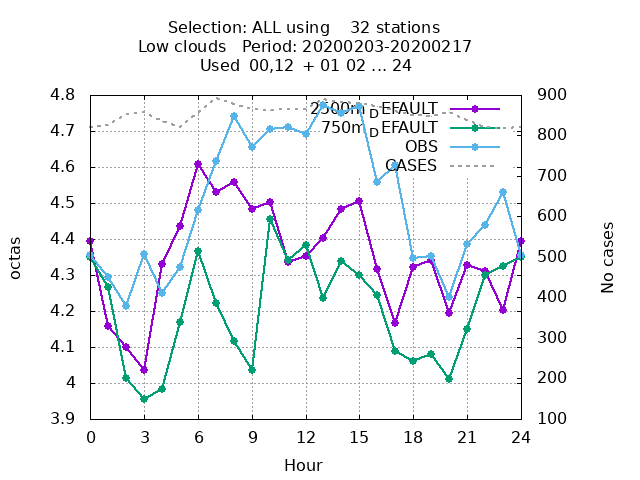 Selection: ALL using    32 stations
Low clouds   Period: 20200203-20200217
Used  00,12  + 01 02 ... 24
4.8
4.7
4.6
4.5
4.4
4.3
4.2
4.1
4
3.9
octas
900
800
700
600
500
400
300
200
100
No cases
2500m_DEFAULT
750m_DEFAULT
OBS
CASES
0 3 6 9 12 15 18 21 24
Hour